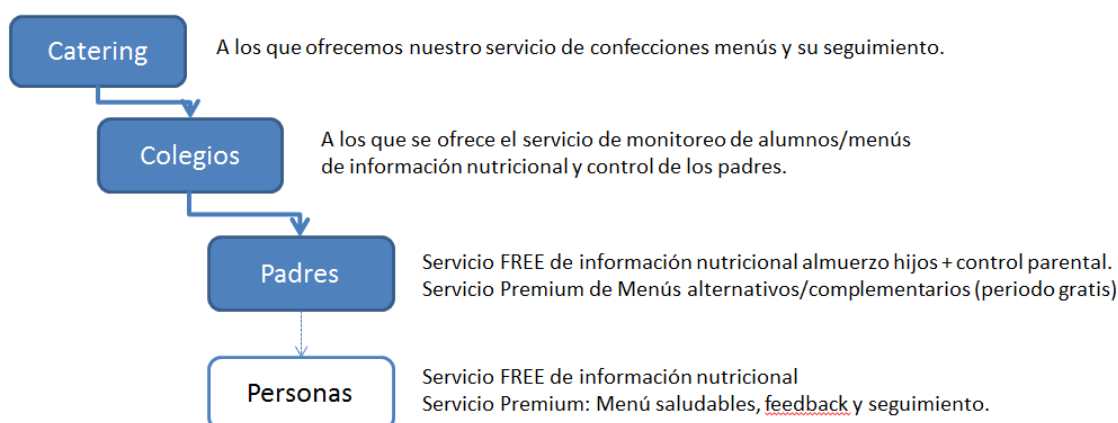 Catering
A los que ofrecemos nuestro servicio de confecciones menús y su seguimiento.
Colegios
A los que se ofrece el servicio de monitoreo de alumnos/menús
de información nutricional y control de los padres.
Padres
Servicio FREE de información nutricional almuerzo hijos + control parental.
Servicio Premium de Menús alternativos/complementarios (periodo gratis)
Personas
Servicio FREE de información nutricional
Servicio Premium: Menú saludables, feedback y seguimiento.